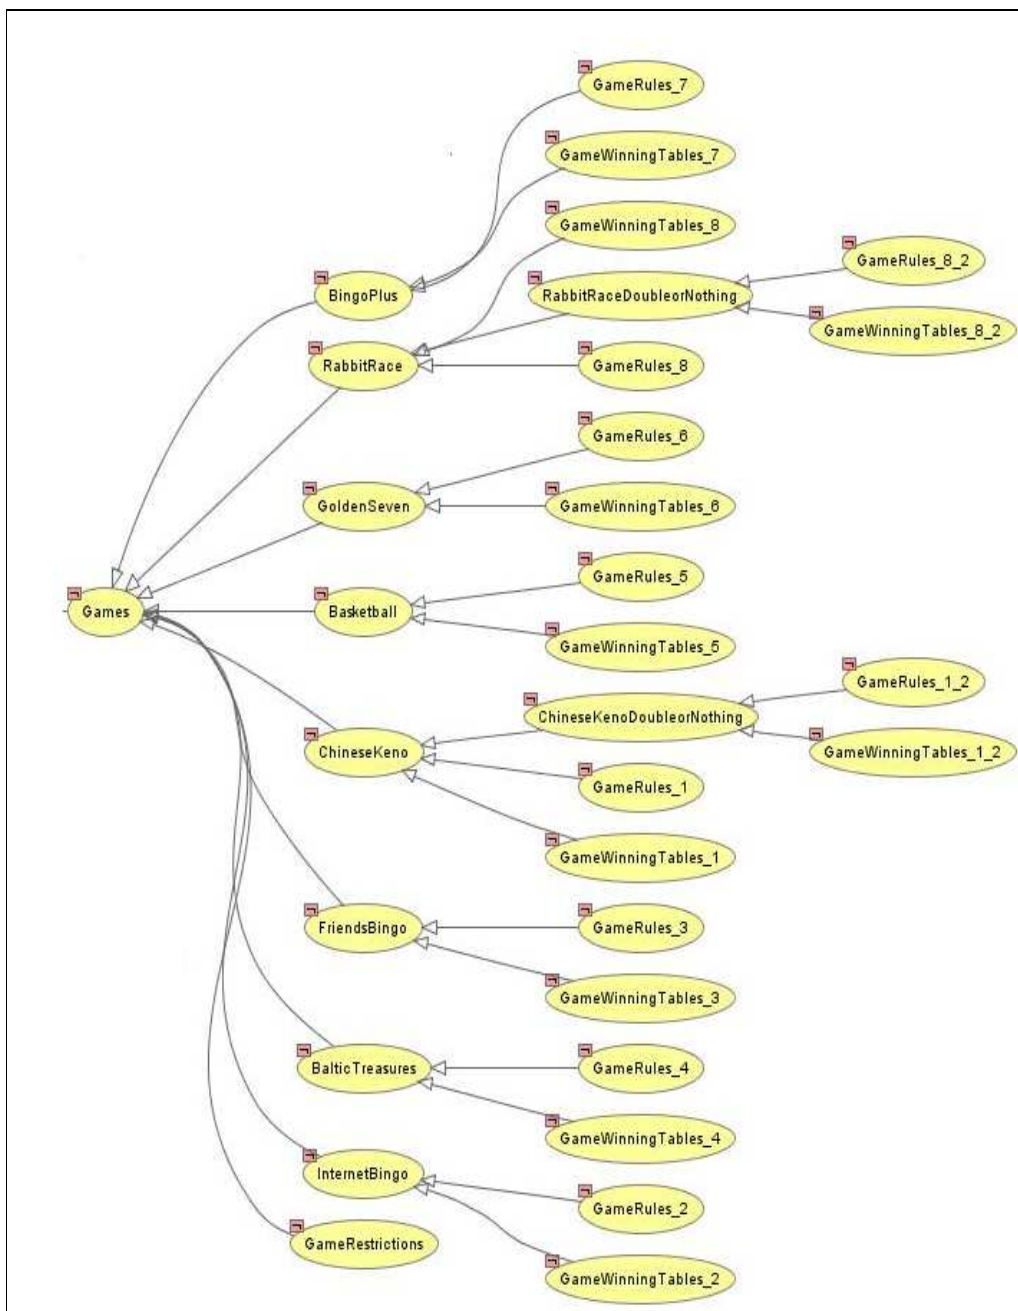 GameRules_7
GameWinningTables_7
GameWinningTables_8
GameRules_8_2
BingoPlus
RabbitRaceDoubleorNothing
GameWinningTables_8_2
RabbitRace
GameRules_8
GameRules_6
GoldenSeven
GameWinningTables_6
GameRules_5
Games
Basketball
GameWinningTables_5
GameRules_1_2
ChineseKenoDoubleorNothing
ChineseKeno
GameWinningTables_1_2
GameRules_1
GameWinningTables_1
FriendsBingo
GameRules_3
GameWinningTables_3
BalticTreasures
GameRules_4
GameWinningTables_4
InternetBingo
GameRules_2
GameRestrictions
GameWinningTables_2